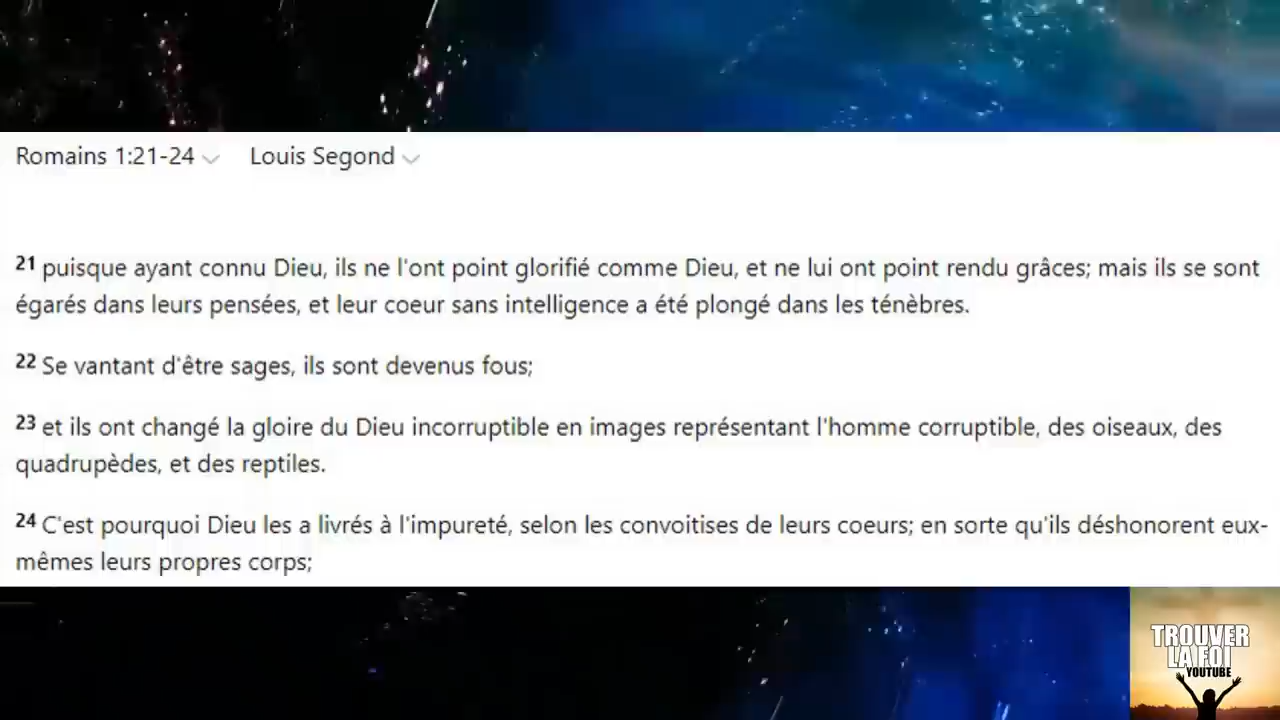 Romains 1:21-24 Louis Segond
21 puisque ayant connu Dieu, ils ne l'ont point glorifié comme Dieu, et ne lui ont point rendu grâces; mais ils se sont
égarés dans leurs pensées, et leur coeur sans intelligence a été plongé dans les ténèbres.
22 Se vantant d'être sages, ils sont devenus fous;
23 et ils ont changé la gloire du Dieu incorruptible en images représentant l'homme corruptible, des oiseaux, des
quadrupèdes, et des reptiles.
24 C'est pourquoi Dieu les a livrés à l'impureté, selon les convoitises de leurs coeurs; en sorte qu'ils déshonorent eux-
mêmes leurs propres corps;
TROUVER
LA FOI
YOUTUBE